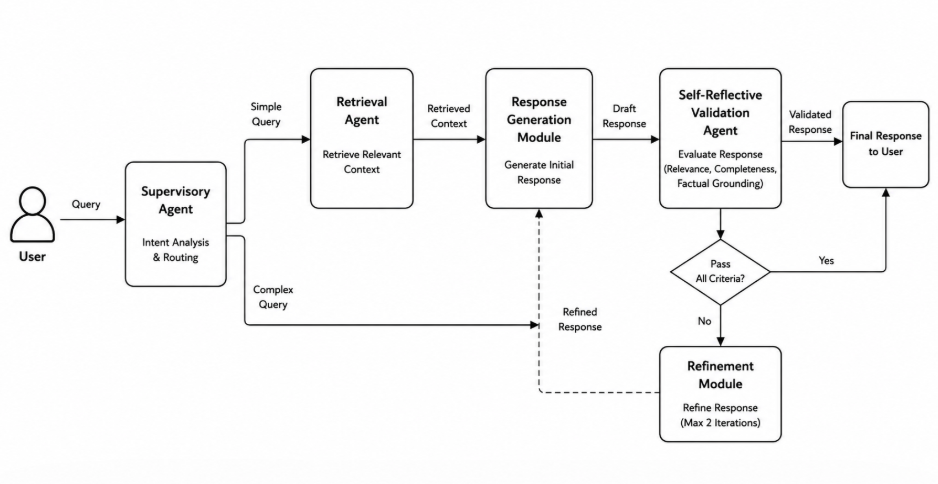 User
Query
Supervisory
Agent
Intent Analysis
& Routing
Simple
Query
Complex
Query
Retrieval
Agent
Retrieve Relevant
Context
Retrieved
Context
Response
Generation
Module
Generate Initial
Response
Draft
Response
Self-Reflective
Validation
Agent
Evaluate Response
(Relevance, Completeness,
Factual Grounding)
Validated
Response
Final Response
to User
Pass
All Criteria?
Yes
No
Refinement
Module
Refine Response
(Max 2 Iterations)
Refined
Response